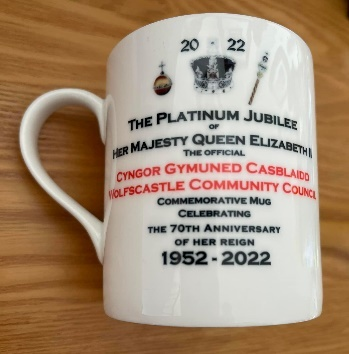 20 22
THE PLATINUM JUBILEE
OF
HER MAJESTY QUEEN ELIZABETH II
THE OFFICIAL
CYNGOR GYMUNED CASBLAIDD
WOLFSCASTLE COMMUNITY COUNCIL
COMMEMORATIVE MUG
CELEBRATING
THE 70TH ANNIVERSARY
OF HER REIGN
1952 - 2022